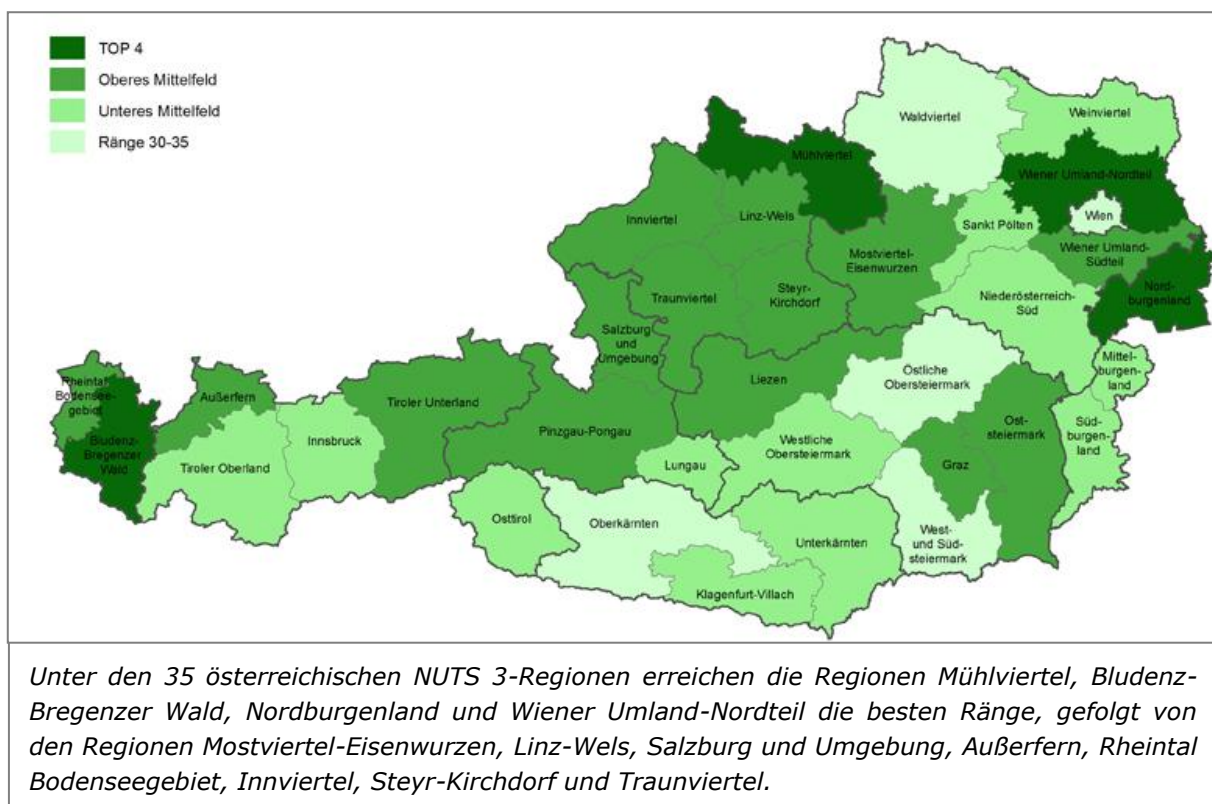 TOP 4
Oberes Mittelfeld
Unteres Mittelfeld
Ränge 30-35
Waldviertel
Weinviertel
Mühlviertel
Wiener Umland-Nordteil
Innviertel
Linz-Wels
Sankt Pölten
Wien
Mostviertel-
Eisenwurzen
Wiener Umland-
Südteil
Traunviertel
Steyr-
Kirchdorf
Niederösterreich-
Süd
Nord-
burgenland
Salzburg
und
Umgebung
Liezen
Östliche
Obersteiermark
Mittel-
burgen-
land
Rheintal
Bodensee-
gebiet
Außerfern
Tiroler Unterland
Bludenz-
Bregenzer
Wald
Innsbruck
Pinzgau-Pongau
Tiroler Oberland
Westliche
Obersteiermark
Ost-
steiermark
Süd-
burgen-
land
Lungau
Graz
Osttirol
Oberkärnten
Unterkärnten
West-
und Süd-
steiermark
Klagenfurt-Villach
Unter den 35 österreichischen NUTS 3-Regionen erreichen die Regionen Mühlviertel, Bludenz-
Bregenzer Wald, Nordburgenland und Wiener Umland-Nordteil die besten Ränge, gefolgt von
den Regionen Mostviertel-Eisenwurzen, Linz-Wels, Salzburg und Umgebung, Außerfern, Rheintal
Bodenseegebiet, Innviertel, Steyr-Kirchdorf und Traunviertel.